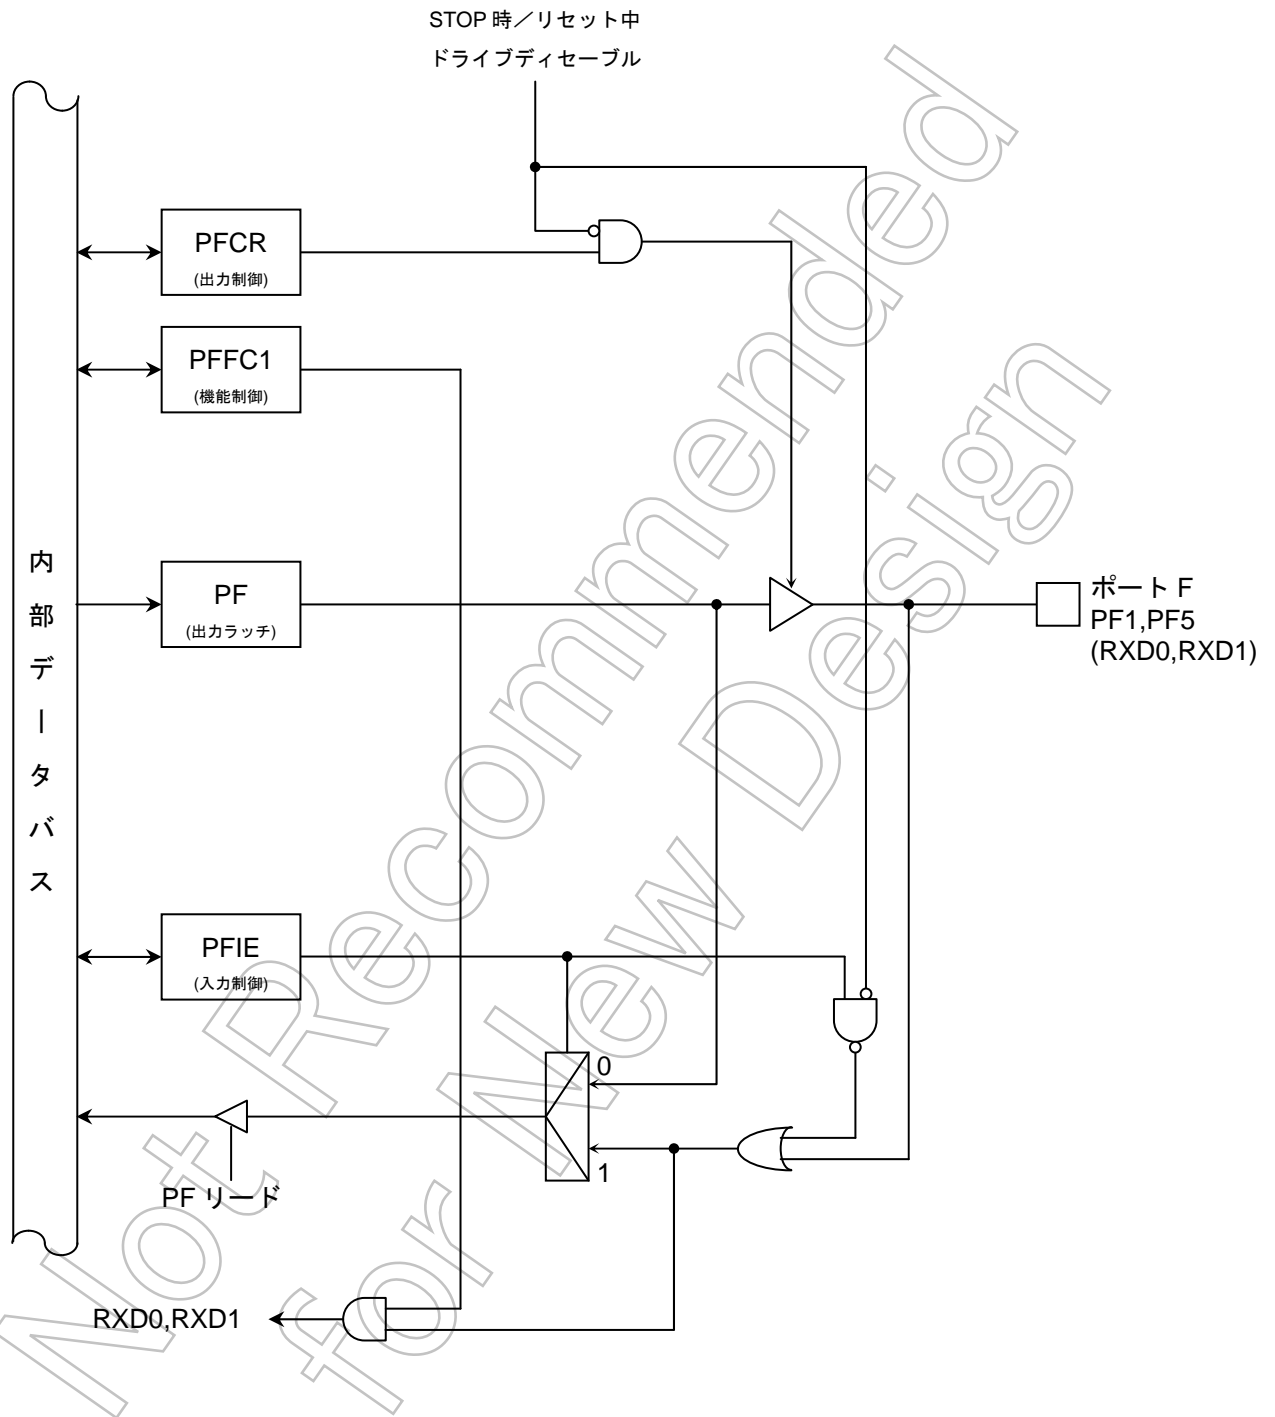 STOP 時／リセット中
ドライブディセーブル
PFCR
(出力制御)
PFFC1
(機能制御)
内部データバス
PF
(出力ラッチ)
ポート F
PF1,PF5
(RXD0,RXD1)
PFIE
(入力制御)
0
1
PF リード
RXD0,RXD1
Not Recommended
for New Design